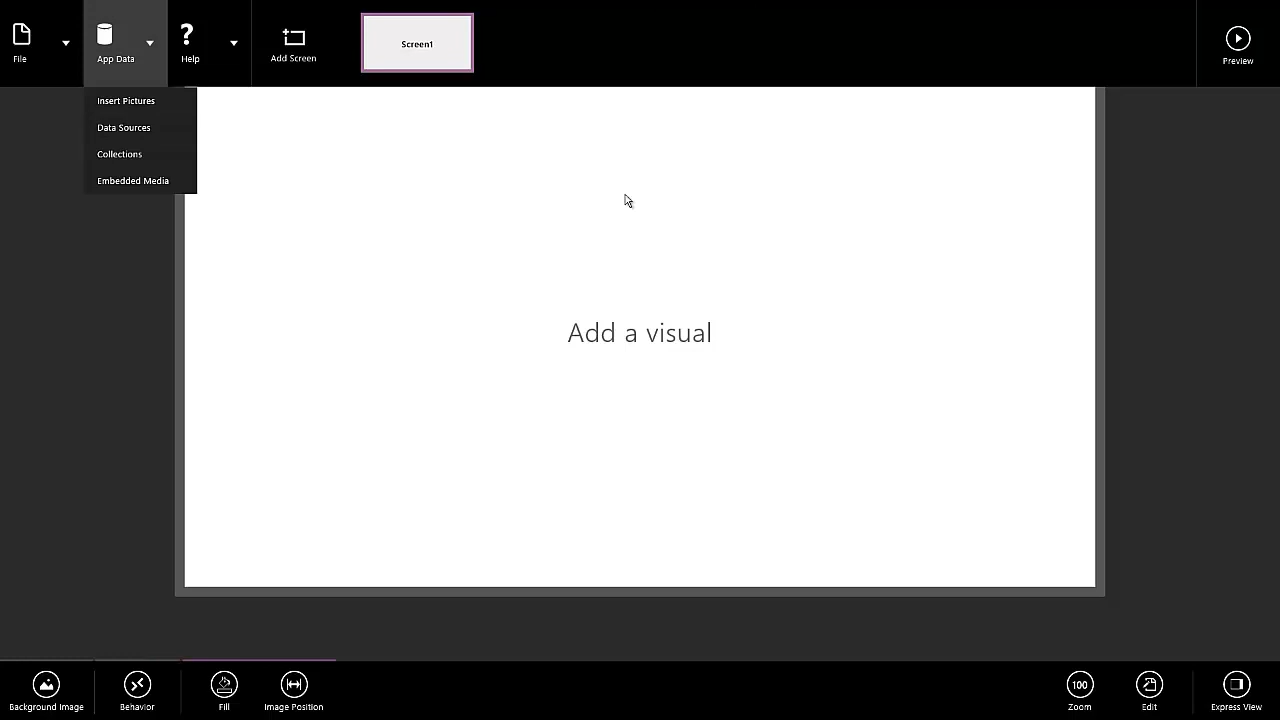 File
App Data
Help
Add Screen
Screen1
Preview
Insert Pictures
Data Sources
Collections
Embedded Media
Add a visual
Background Image
Behavior
Fill
Image Position
100
Zoom
Edit
Express View